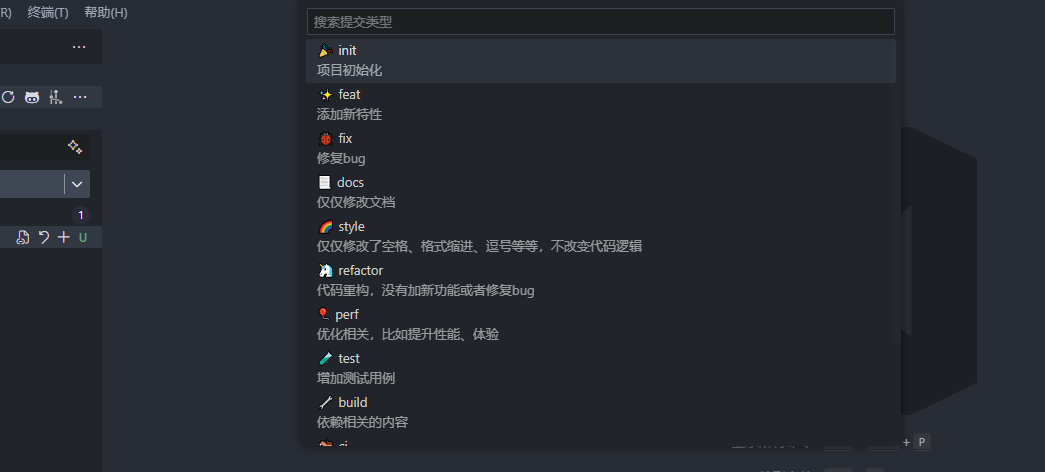 R) 终端(T) 帮助(H)
搜索提交类型
init
项目初始化
feat
添加新特性
fix
修复bug
docs
仅仅修改文档
style
仅仅修改了空格、格式缩进、逗号等等，不改变代码逻辑
refactor
代码重构，没有加新功能或者修复bug
perf
优化相关，比如提升性能、体验
test
增加测试用例
build
依赖相关的内容
ci
1
U
+ P